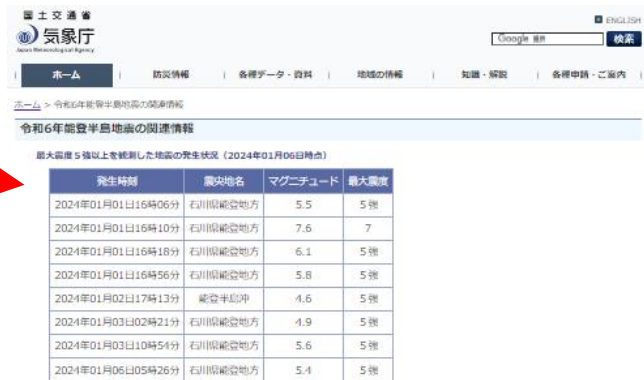 国土交通省
気象庁
Japan Meteorological Agency
ENGLISH
Google 提供
検索
ホーム 防災情報 各種データ・資料 地域の情報 知識・解説 各種申請・ご案内
ホーム > 令和6年能登半島地震の関連情報
令和6年能登半島地震の関連情報
最大震度5強以上を観測した地震の発生状況(2024年01月06日時点)
発生時刻 震央地名 マグニチュード 最大震度
2024年01月01日16時06分 石川県能登地方 5.5 5強
2024年01月01日16時10分 石川県能登地方 7.6 7
2024年01月01日16時18分 石川県能登地方 6.1 5強
2024年01月01日16時56分 石川県能登地方 5.8 5強
2024年01月02日17時13分 能登半島沖 4.6 5強
2024年01月03日02時21分 石川県能登地方 4.9 5強
2024年01月03日10時54分 石川県能登地方 5.6 5強
2024年01月06日05時26分 石川県能登地方 5.4 5強